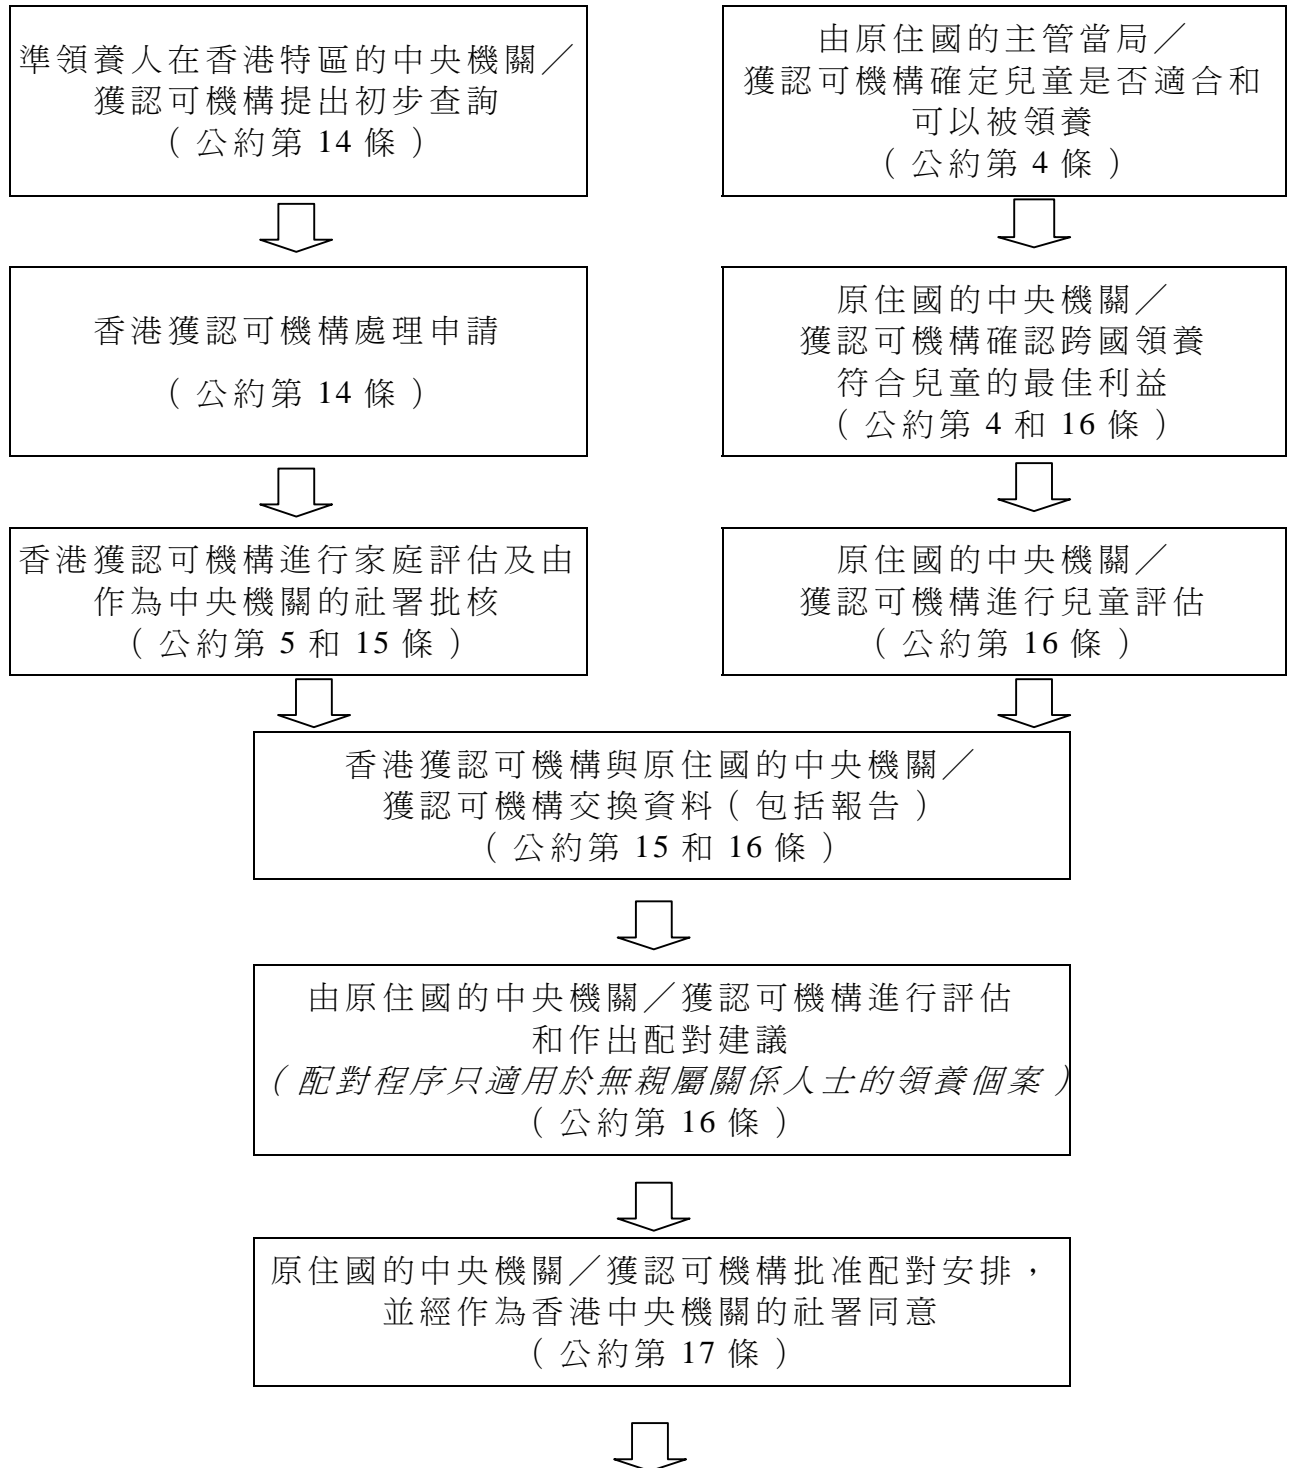 準領養人在香港特區的中央機關／
獲認可機構提出初步查詢
（公約第 14 條）
由原住國的主管當局／
獲認可機構確定兒童是否適合和
可以被領養
（公約第 4 條）
香港獲認可機構處理申請
（公約第 14 條）
原住國的中央機關／
獲認可機構確認跨國領養
符合兒童的最佳利益
（公約第 4 和 16 條）
香港獲認可機構進行家庭評估及由
作為中央機關的社署批核
（公約第 5 和 15 條）
原住國的中央機關／
獲認可機構進行兒童評估
（公約第 16 條）
香港獲認可機構與原住國的中央機關／
獲認可機構交換資料（包括報告）
（公約第 15 和 16 條）
由原住國的中央機關／獲認可機構進行評估
和作出配對建議
（配對程序只適用於無親屬關係人士的領養個案）
（公約第 16 條）
原住國的中央機關／獲認可機構批准配對安排，
並經作為香港中央機關的社署同意
（公約第 17 條）